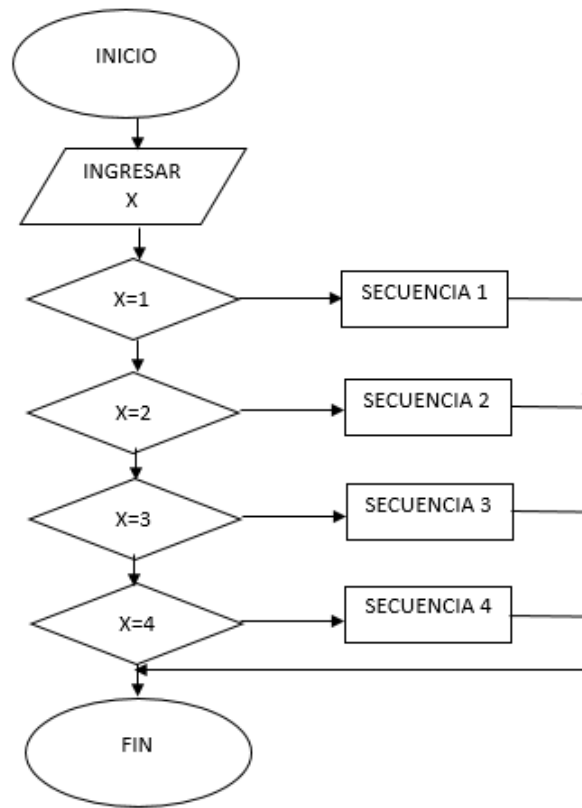 INICIO
INGRESAR
X
X=1
SECUENCIA 1
X=2
SECUENCIA 2
X=3
SECUENCIA 3
X=4
SECUENCIA 4
FIN